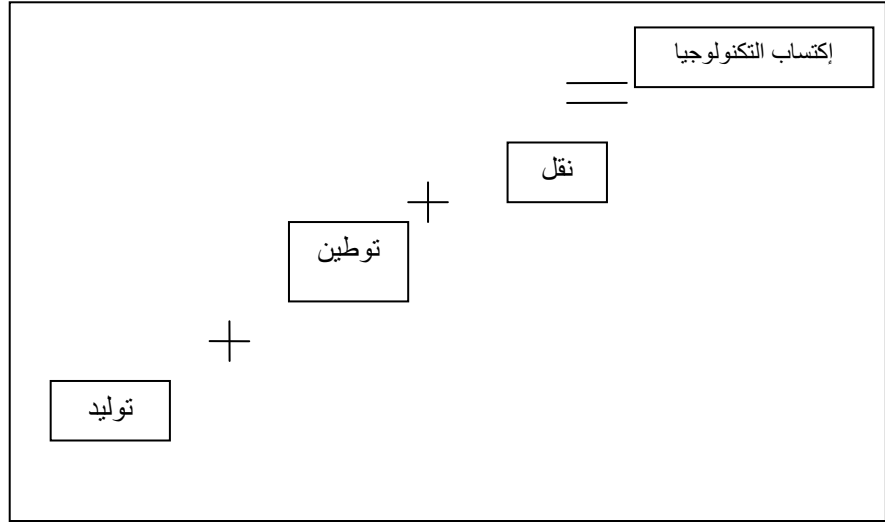 إكتساب التكنولوجيا
=
نقل
+
توطين
+
توليد